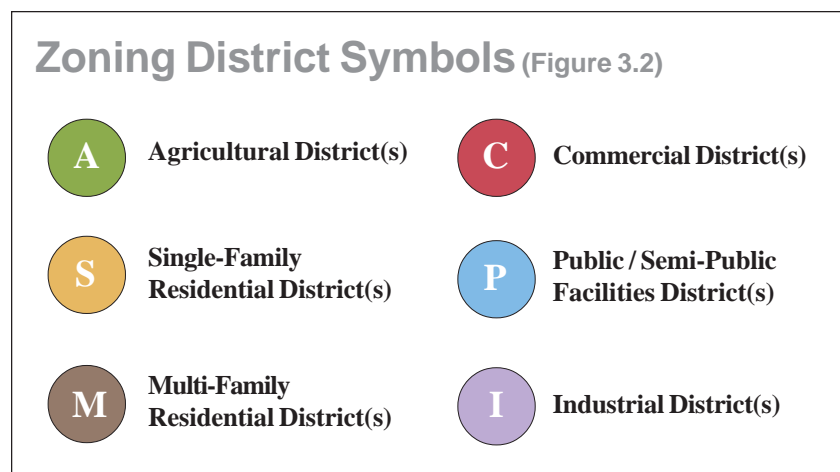 Zoning District Symbols (Figure 3.2)
A Agricultural District(s)
C Commercial District(s)
S Single-Family
Residential District(s)
P Public / Semi-Public
Facilities District(s)
M Multi-Family
Residential District(s)
I Industrial District(s)